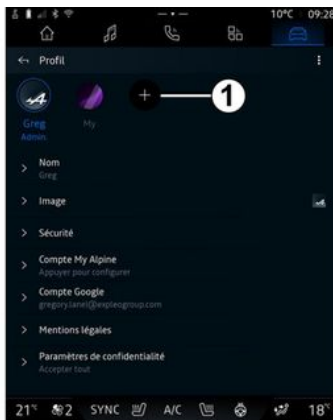 10°C 09:28
Profil
1
Greg
Admin.
My
Nom
Greg
Image
Sécurité
Compte My Alpine
Appuyer pour configurer
Compte Google
gregory.lanel@expleogroup.com
Mentions légales
Paramètres de confidentialité
Accepter tout
21°C 2 SYNC A/C 18°C